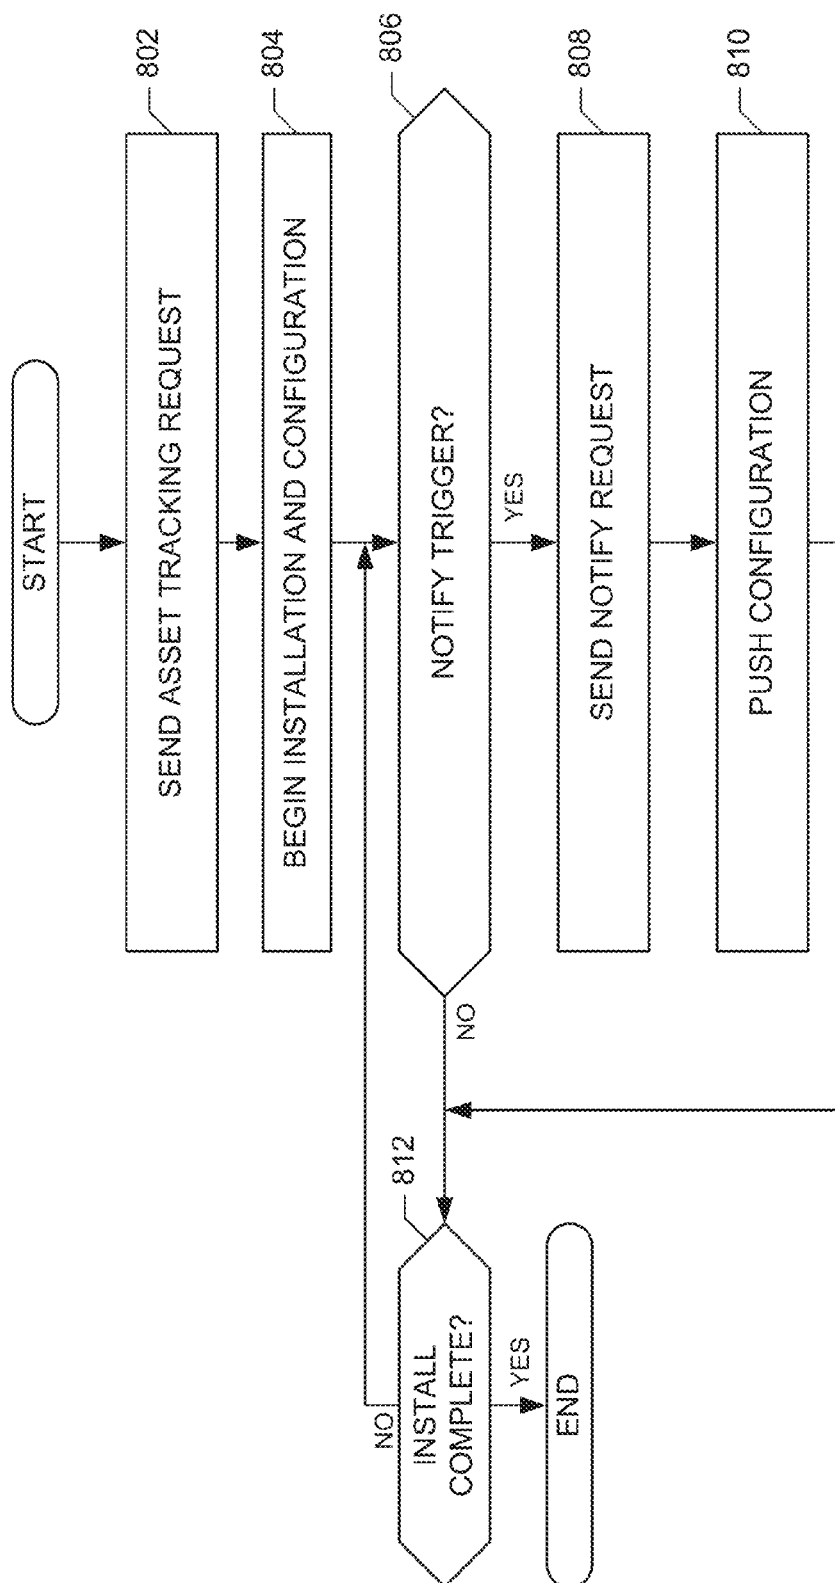 START
SEND ASSET TRACKING REQUEST
802
BEGIN INSTALLATION AND CONFIGURATION
804
NOTIFY TRIGGER?
806
YES
NO
SEND NOTIFY REQUEST
808
PUSH CONFIGURATION
810
INSTALL
COMPLETE?
812
NO
YES
END